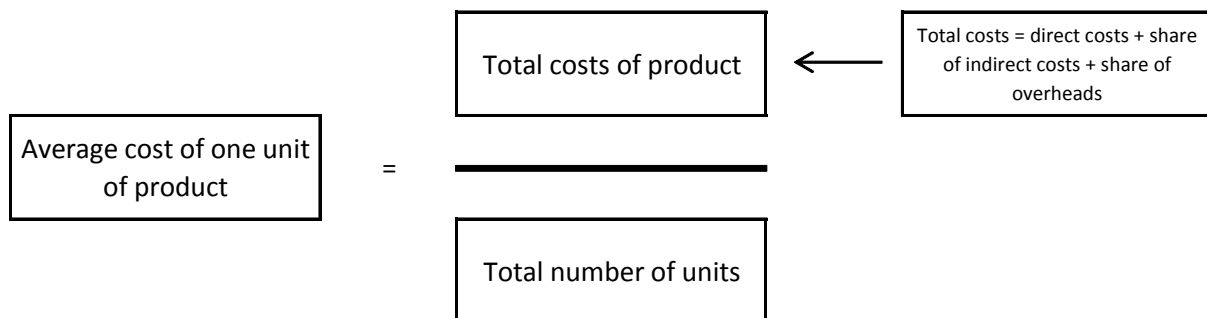 Total costs of product
Total costs = direct costs + share
of indirect costs + share of
overheads
Average cost of one unit
of product
=
Total number of units